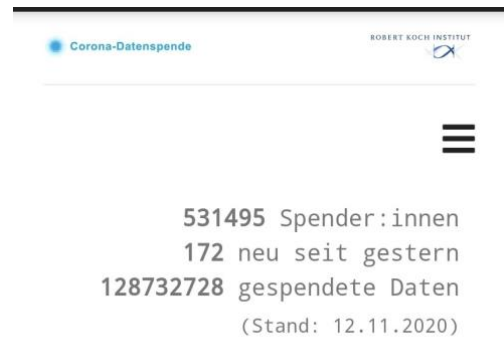 Corona-Datenspende
ROBERT KOCH INSTITUT
531495 Spender:innen
172 neu seit gestern
128732728 gespendete Daten
(Stand: 12.11.2020)